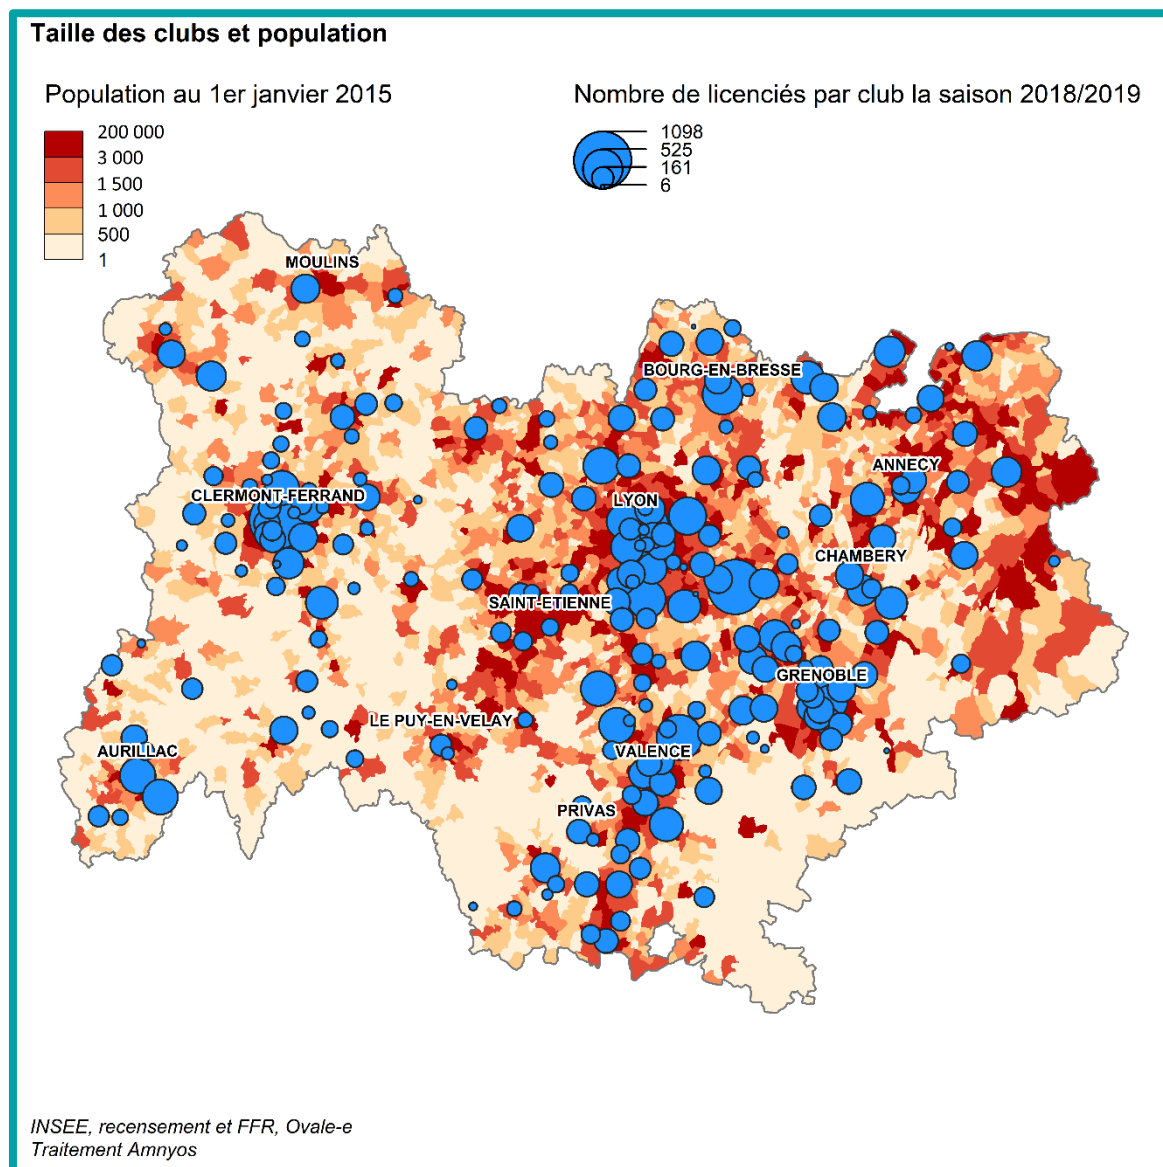 Taille des clubs et population
Population au 1er janvier 2015
200 000
3 000
1 500
1 000
500
1
Nombre de licenciés par club la saison 2018/2019
1098
525
161
6
MOULINS
BOURG-EN-BRESSE
ANNECY
CLERMONT-FERRAND
LYON
CHAMBERY
SAINT-ETIENNE
GRENOBLE
LE PUY-EN-VELAY
AURILLAC
VALENCE
PRIVAS
INSEE, recensement et FFR, Ovale-e
Traitement Amnyos